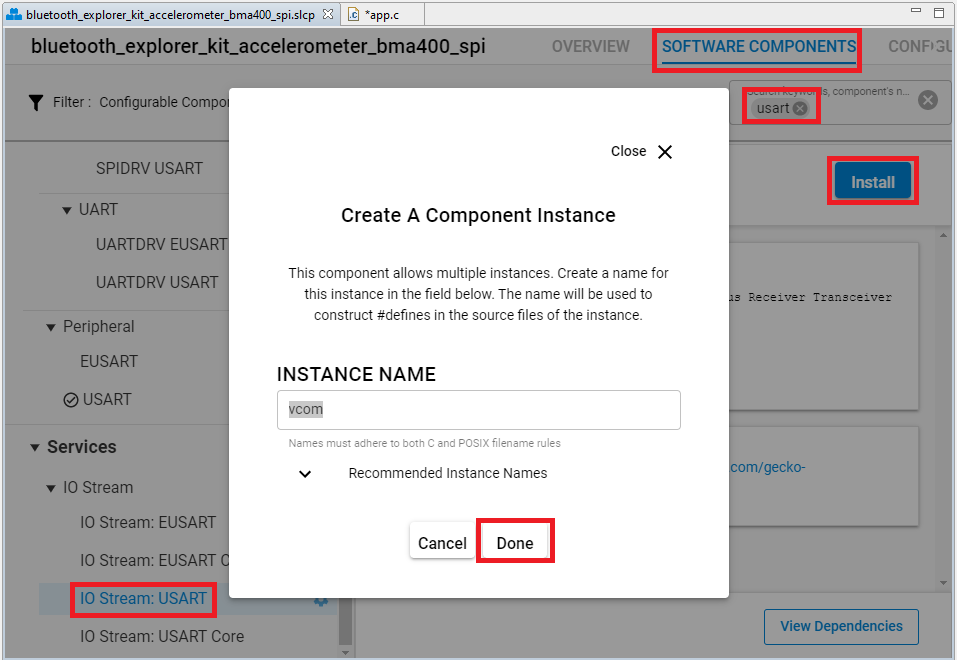 bluetooth_explorer_kit_accelerometer_bma400_spi.slcp
*app.c
bluetooth_explorer_kit_accelerometer_bma400_spi
OVERVIEW
SOFTWARE COMPONENTS
Filter :
Configurable
keywords, component's n...
usart
Install
SPIDRV USART
UART
UARTDRV EUSART
UARTDRV USART
Peripheral
EUSART
USART
Services
IO Stream
IO Stream: EUSART
IO Stream: EUSART
IO Stream: USART
IO Stream: USART Core
Close
Create A Component Instance
This component allows multiple instances. Create a name for
this instance in the field below. The name will be used to
construct #defines in the source files of the instance.
INSTANCE NAME
vcom
Names must adhere to both C and POSIX filename rules
Recommended Instance Names
Cancel
Done
Receiver Transceiver
com/gecko-
View Dependencies